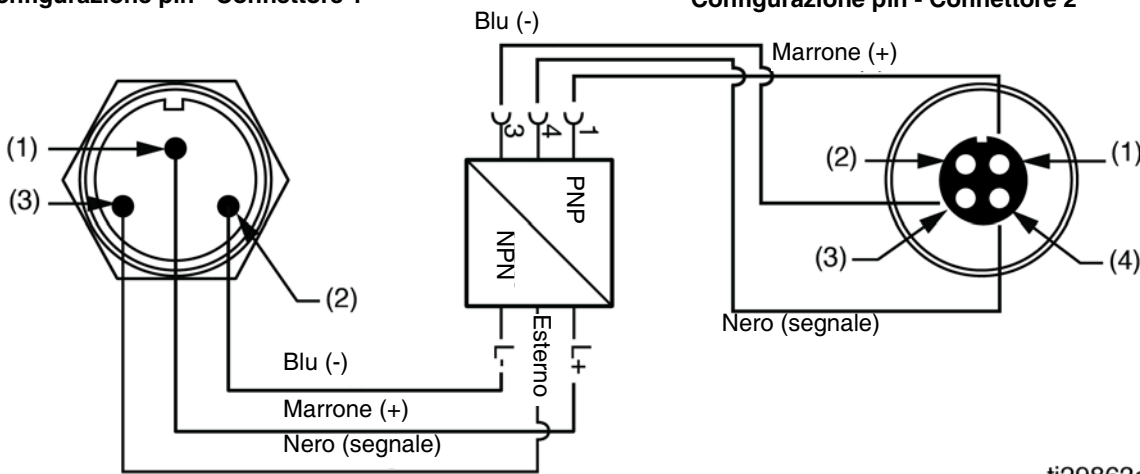 Configurazione pin - Connettore 1
Configurazione pin - Connettore 2
Blu (-)
Marrone (+)
(1)
(3)
(2)
3
4
1
PNP
NPN
(2)
(1)
(3)
(4)
Nero (segnale)
L-
Esterno
L+
Blu (-)
Marrone (+)
Nero (segnale)